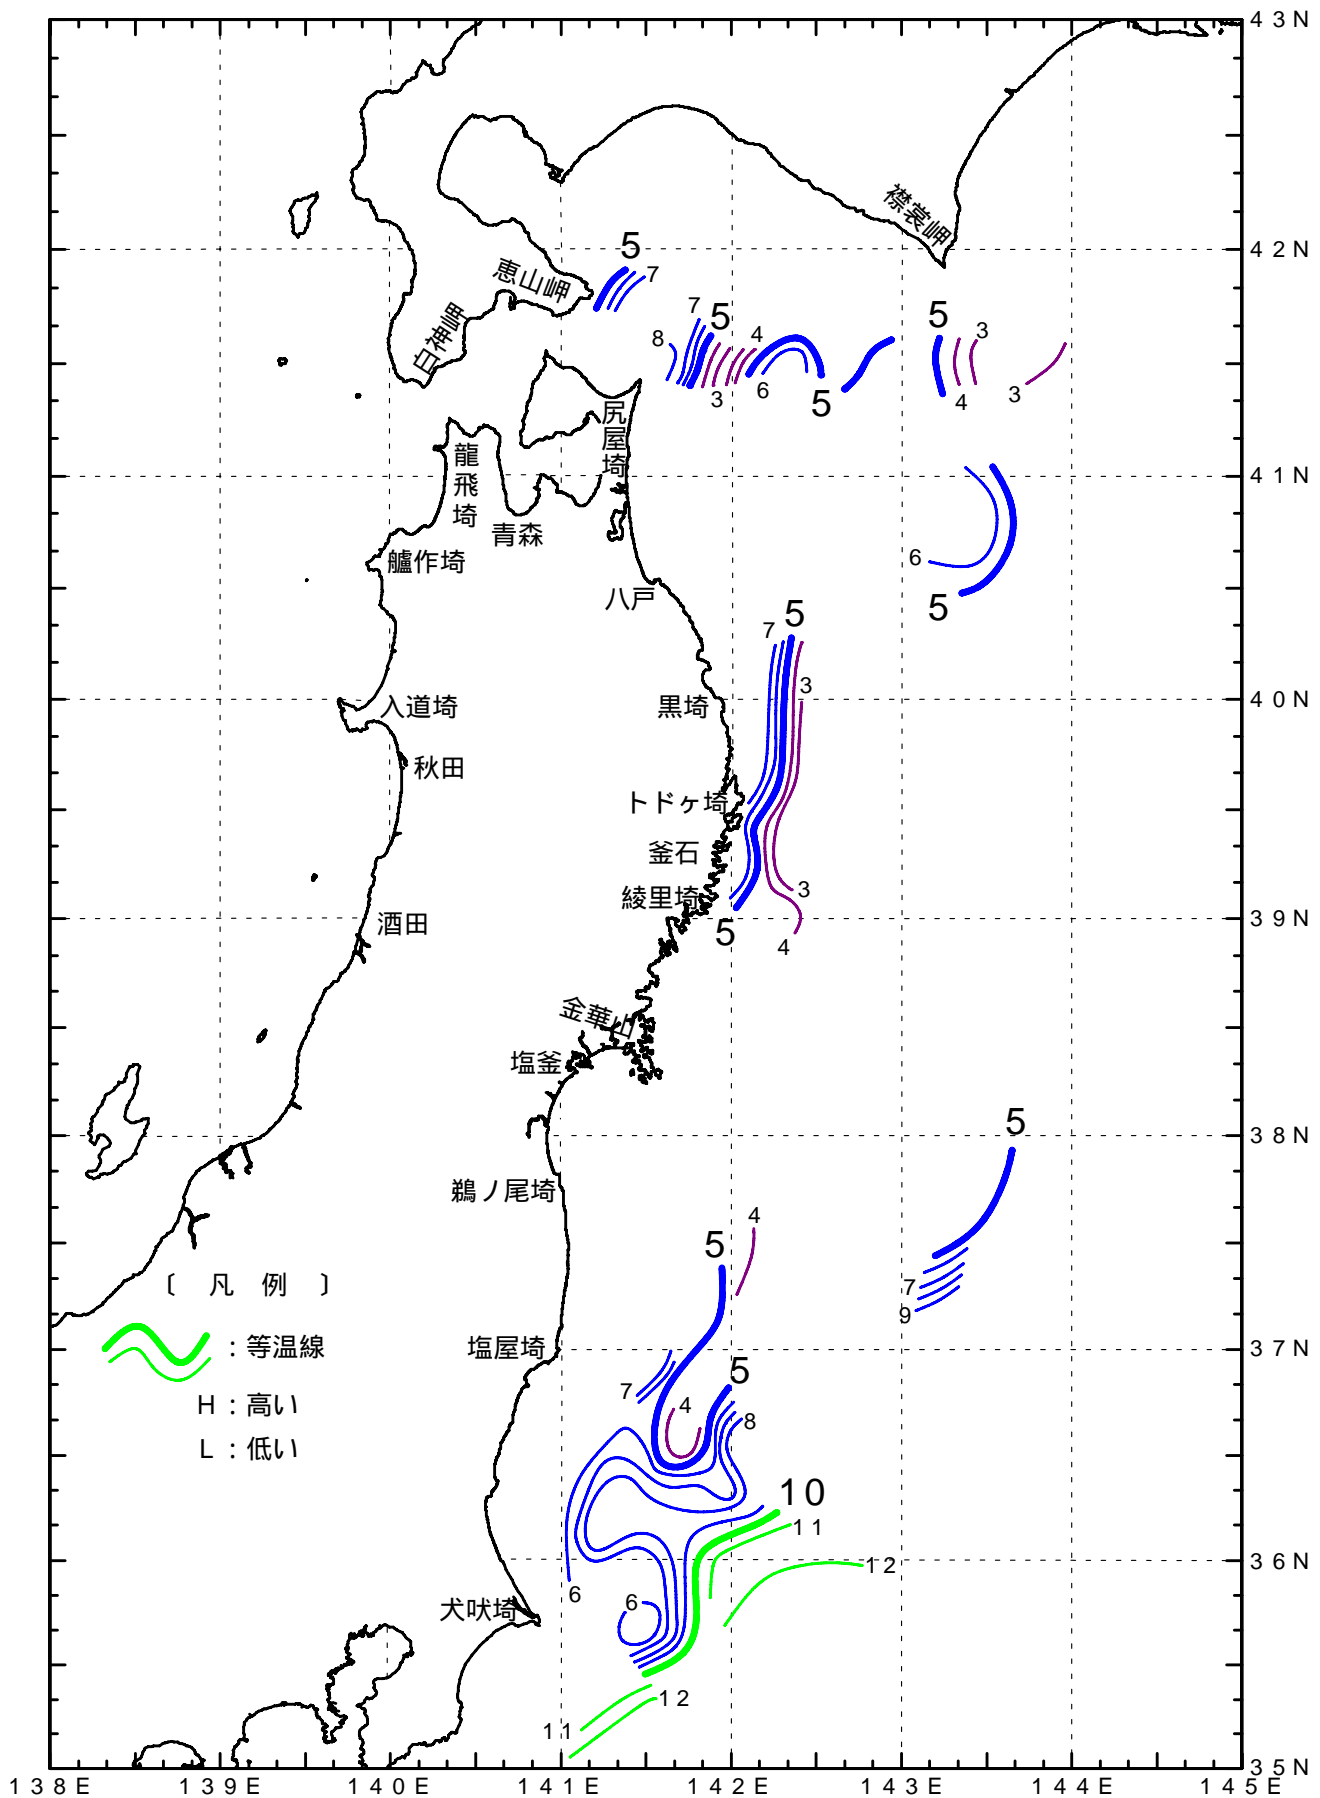 43N
襟裳岬
5
42N
恵山岬
7
白神岬
7
5
4
5
3
8
3
6
5
4
3
尻屋埼
龍飛埼
41N
青森
艫作埼
6
八戸
5
5
7
3
黒埼
40N
入道埼
秋田
トドヶ埼
釜石
綾里埼
3
酒田
5
4
39N
金華山
塩釜
5
38N
鵜ノ尾埼
4
5
〔 凡 例 〕
7
9
:等温線
塩屋埼
37N
5
7
4
8
H:高い
L:低い
10
11
12
36N
6
6
犬吠埼
12
11
35N
138E 139E 140E 141E 142E 143E 144E 145E